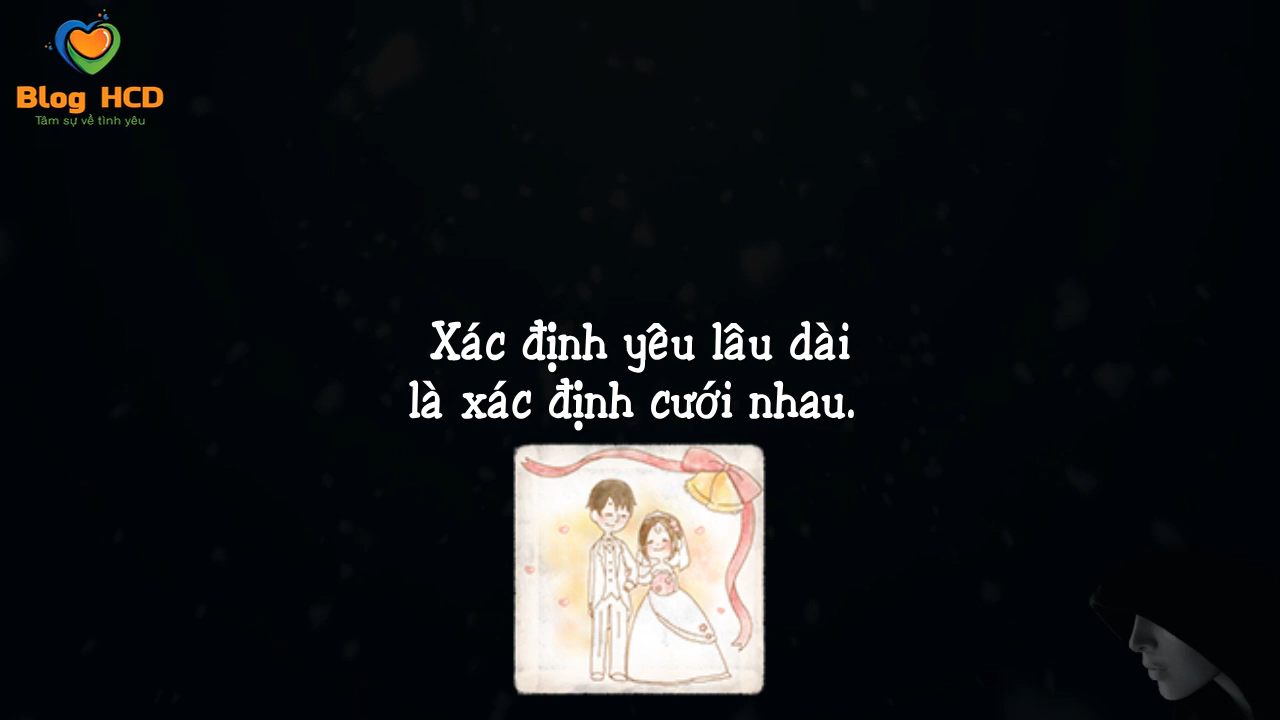 Blog HCD
Tâm sự về tình yêu
Xác định yêu lâu dài
là xác định cưới nhau.